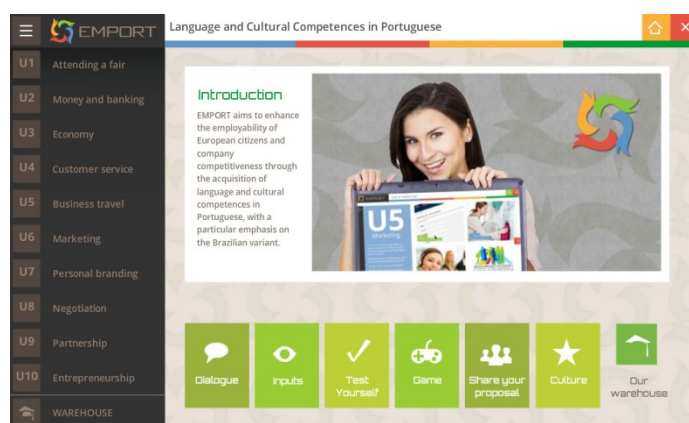 EMPORT
Language and Cultural Competences in Portuguese
U1 Attending a fair
U2 Money and banking
U3 Economy
U4 Customer service
U5 Business travel
U6 Marketing
U7 Personal branding
U8 Negotiation
U9 Partnership
U10 Entrepreneurship
WAREHOUSE
Introduction
EMPORT aims to enhance
the employability of
European citizens and
company
competitiveness through
the acquisition of
language and cultural
competences in
Portuguese, with a
particular emphasis on
the Brazilian variant.
EMPORT
U5
Marketing
Dialogue
Inputs
Test
Yourself
Game
Share your
proposal
Culture
Our
warehouse